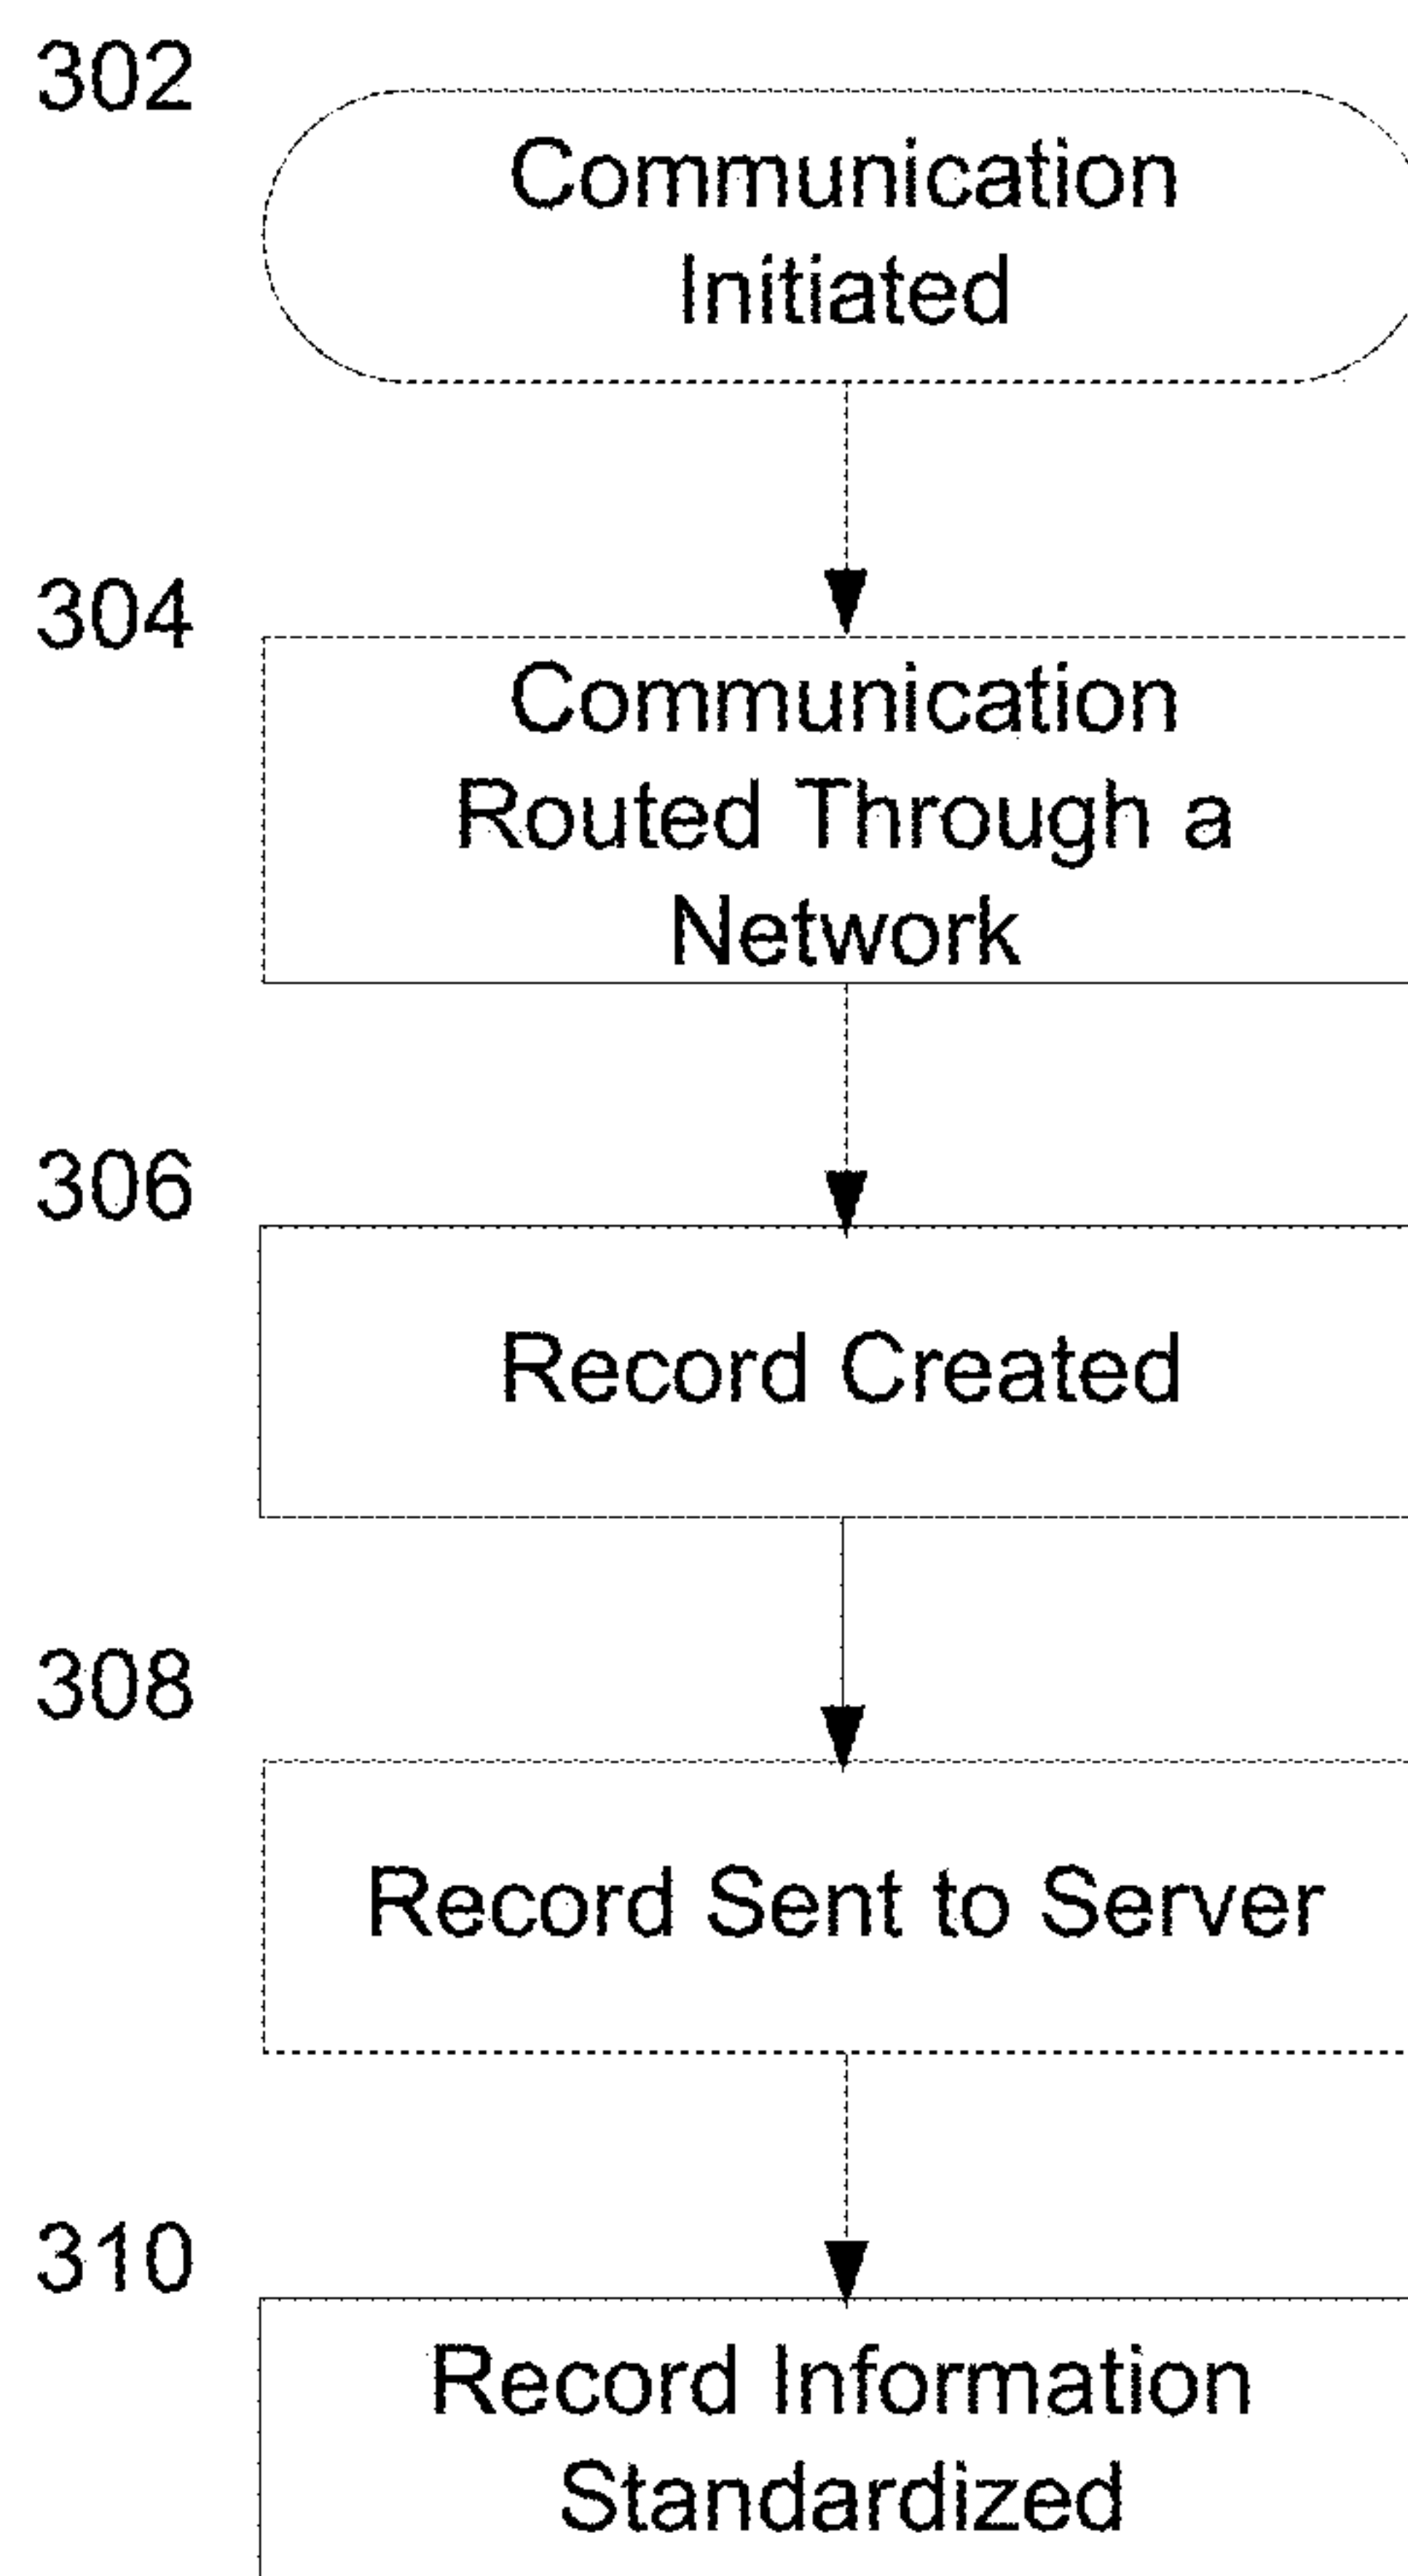 302
Communication
Initiated
304
Communication
Routed Through a
Network
306
Record Created
308
Record Sent to Server
310
Record Information
Standardized